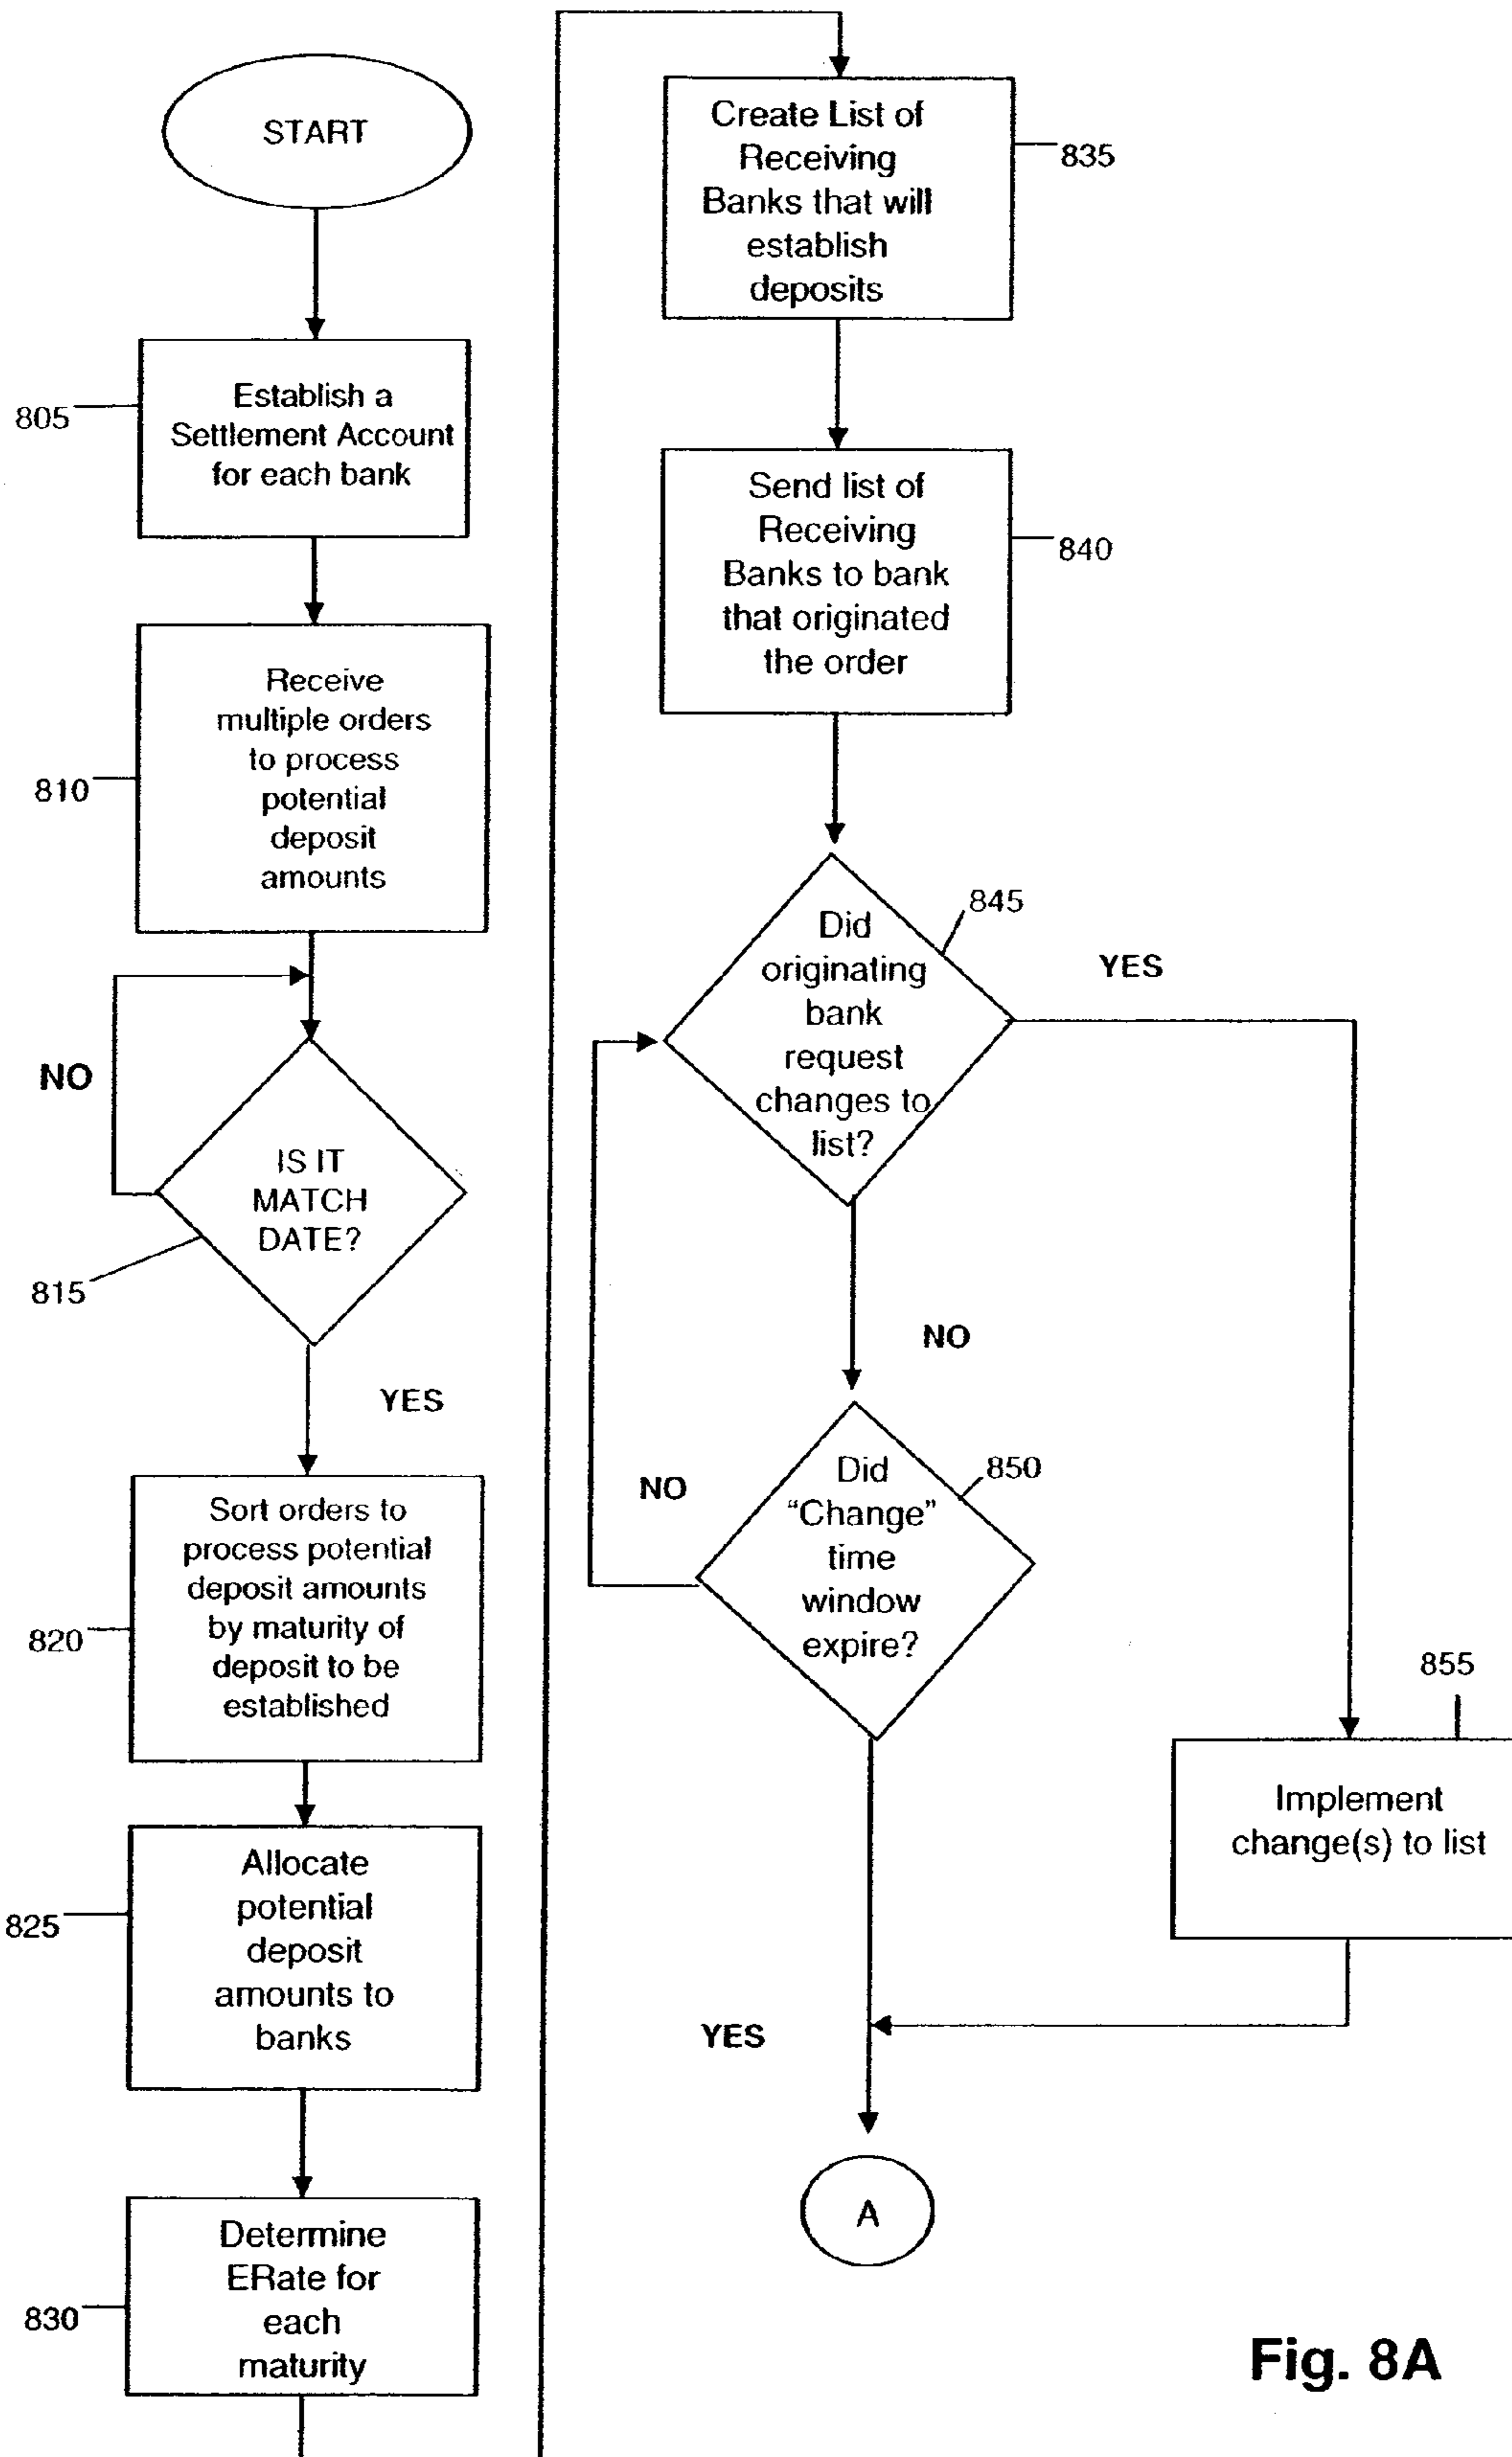 START
805
Establish a
Settlement Account
for each bank
810
Receive
multiple orders
to process
potential
deposit
amounts
NO
IS IT
MATCH
DATE?
815
YES
820
Sort orders to
process potential
deposit amounts
by maturity of
deposit to be
established
825
Allocate
potential
deposit
amounts to
banks
830
Determine
ERate for
each
maturity
Create List of
Receiving
Banks that will
establish
deposits
835
Send list of
Receiving
Banks to bank
that originated
the order
840
Did
originating
bank
request
changes to
list?
845
YES
NO
NO
Did
“Change”
time
window
expire?
850
855
Implement
change(s) to list
YES
A
Fig. 8A